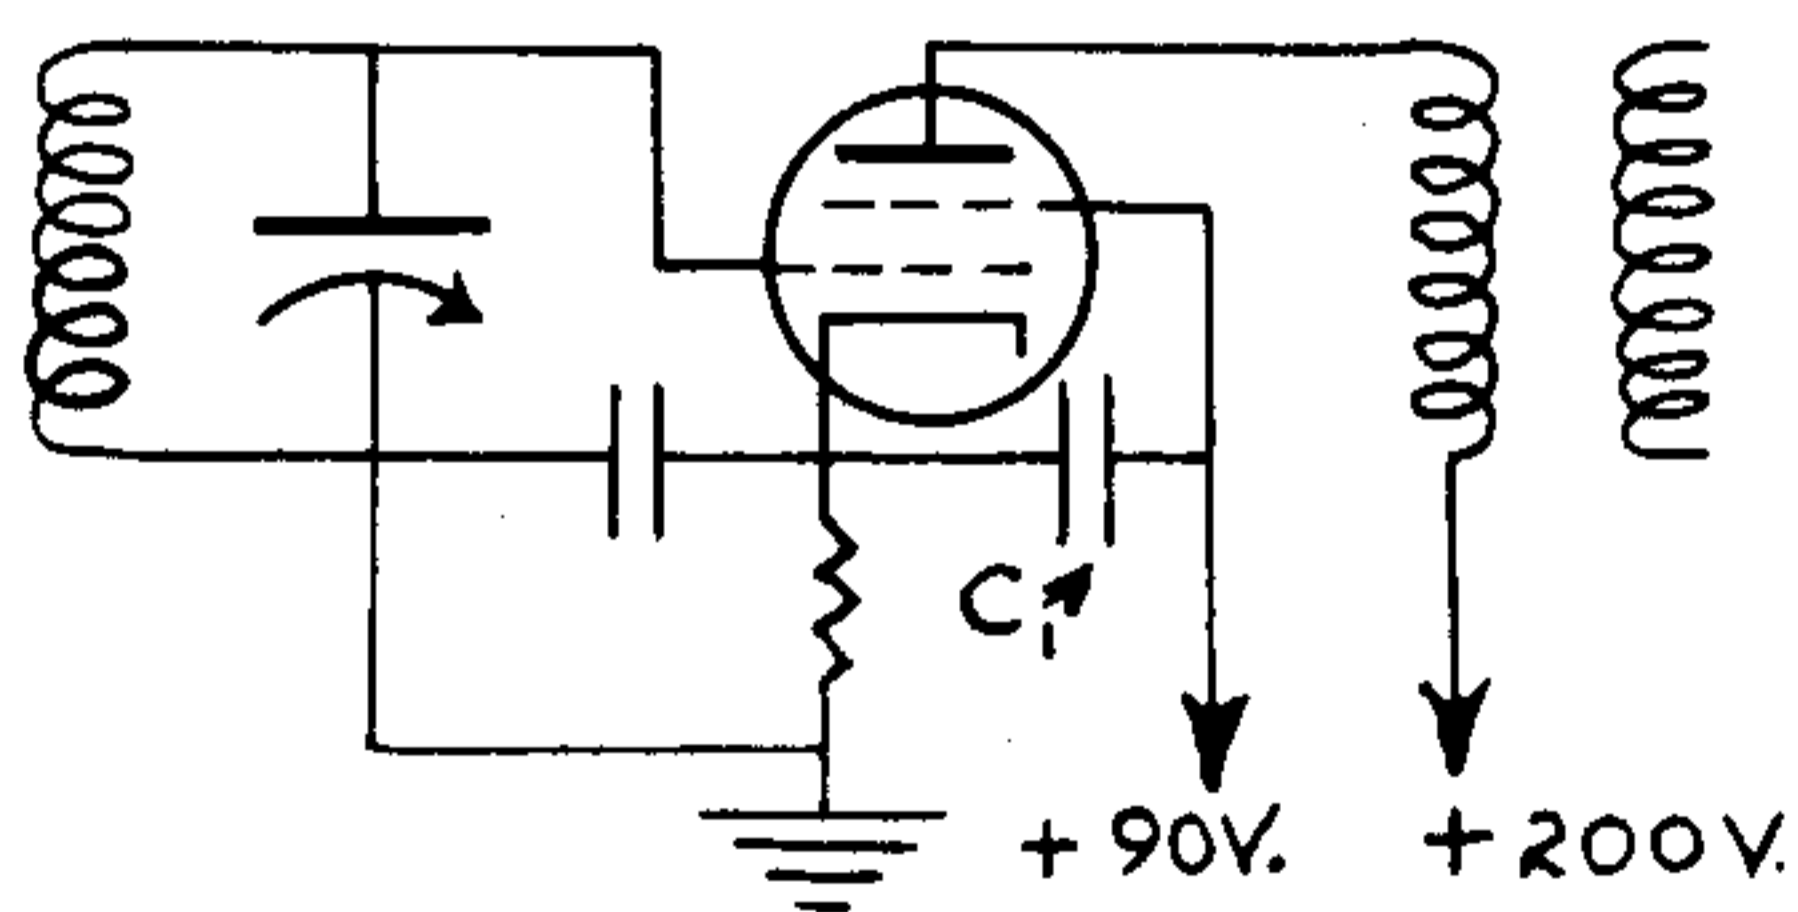 C₁
+ 90V.
+ 200V.